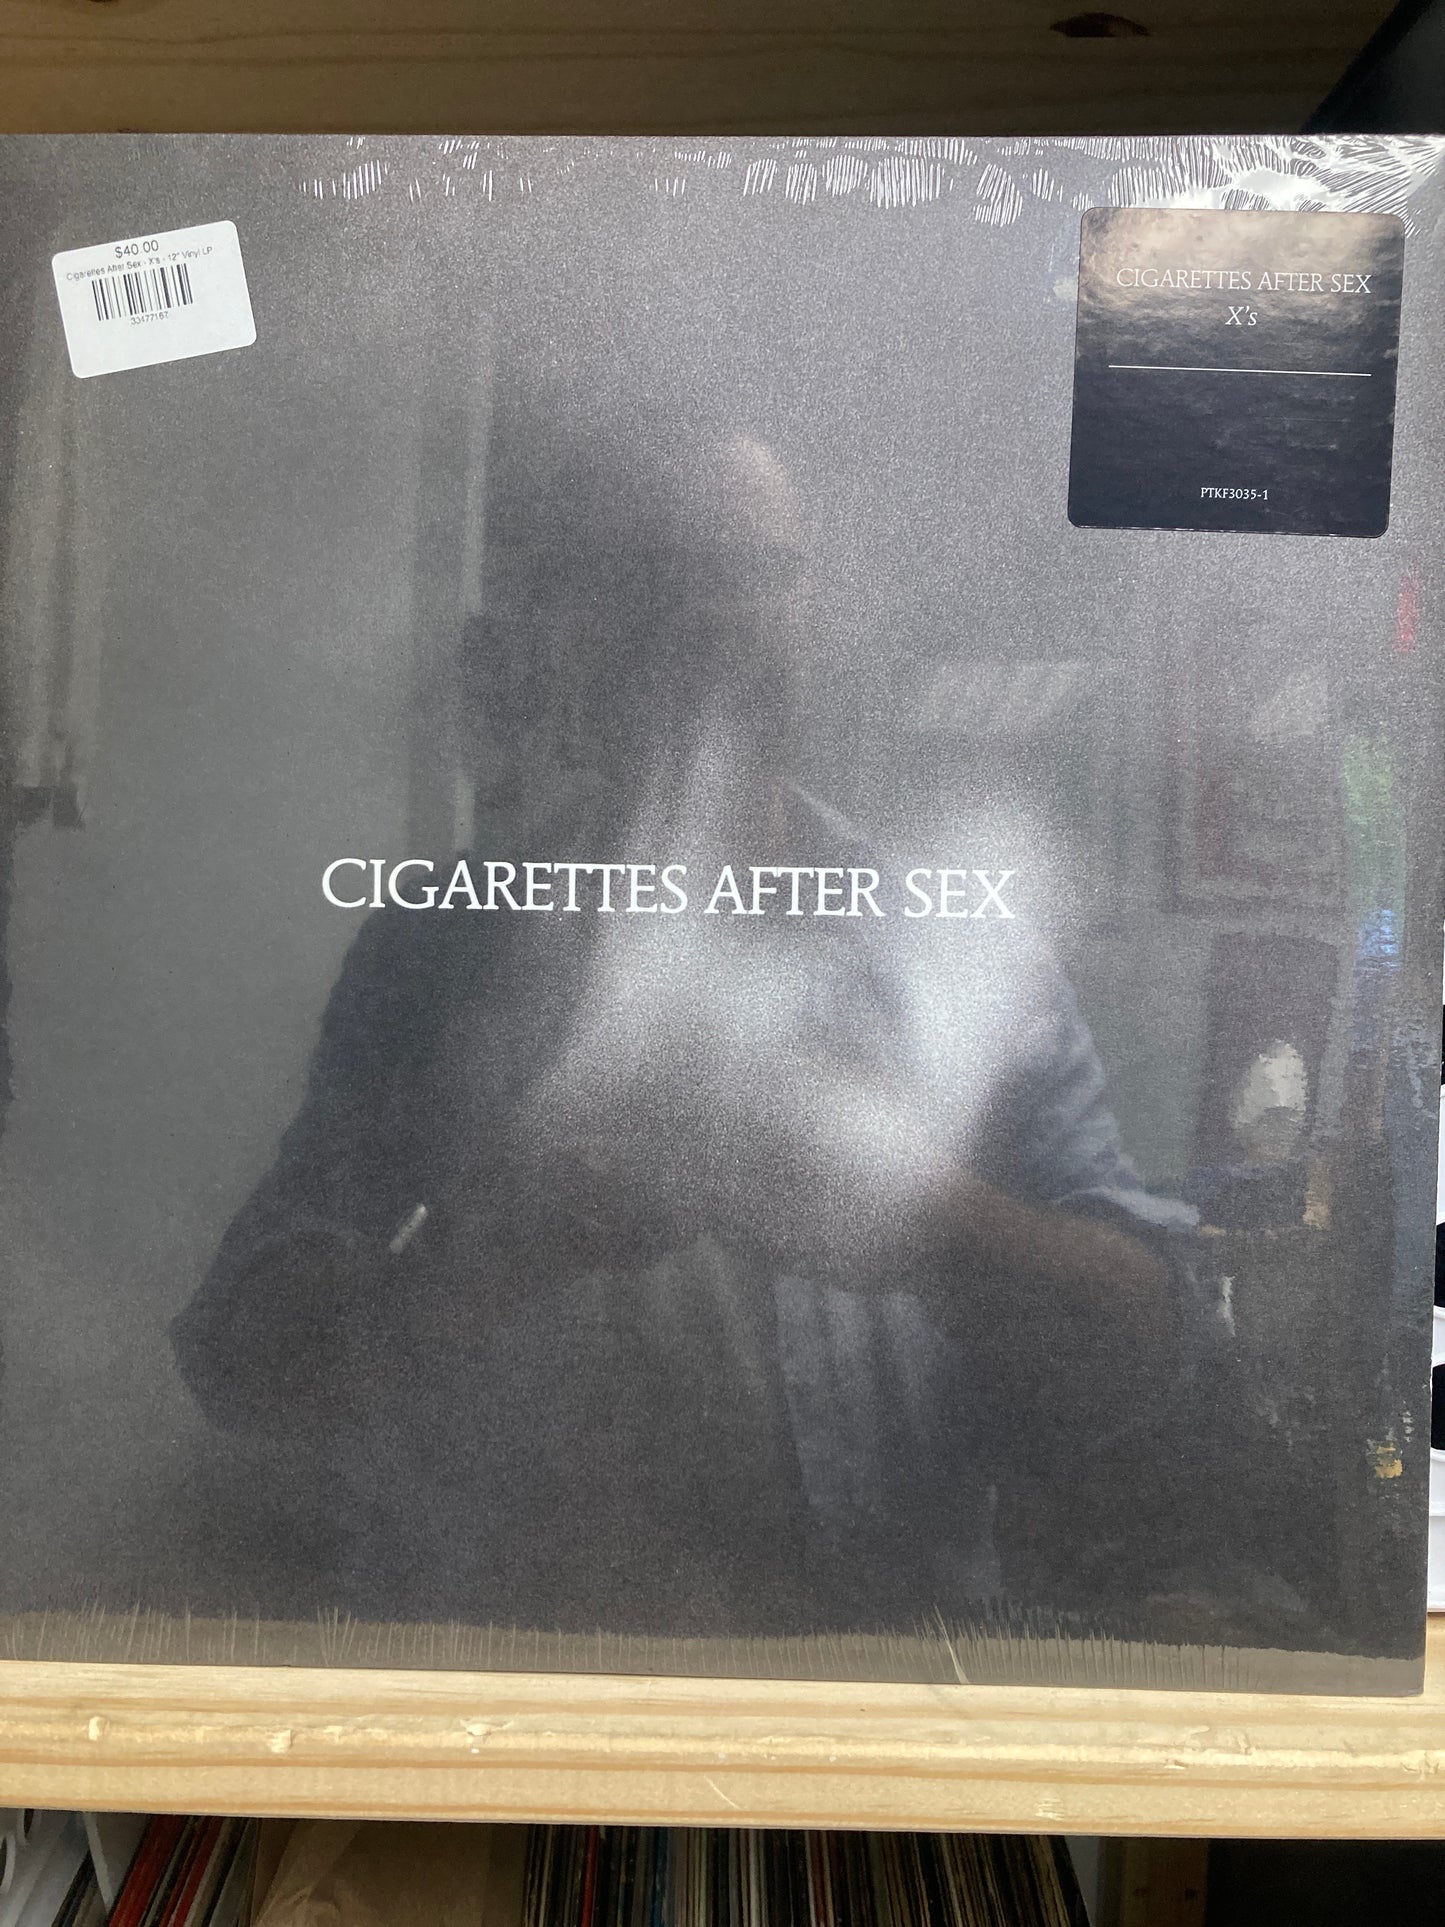 $40.00
Cigarettes After Sex - X's - 12" Vinyl LP
33477167
CIGARETTES AFTER SEX
X's
PTKF3035-1
CIGARETTES AFTER SEX